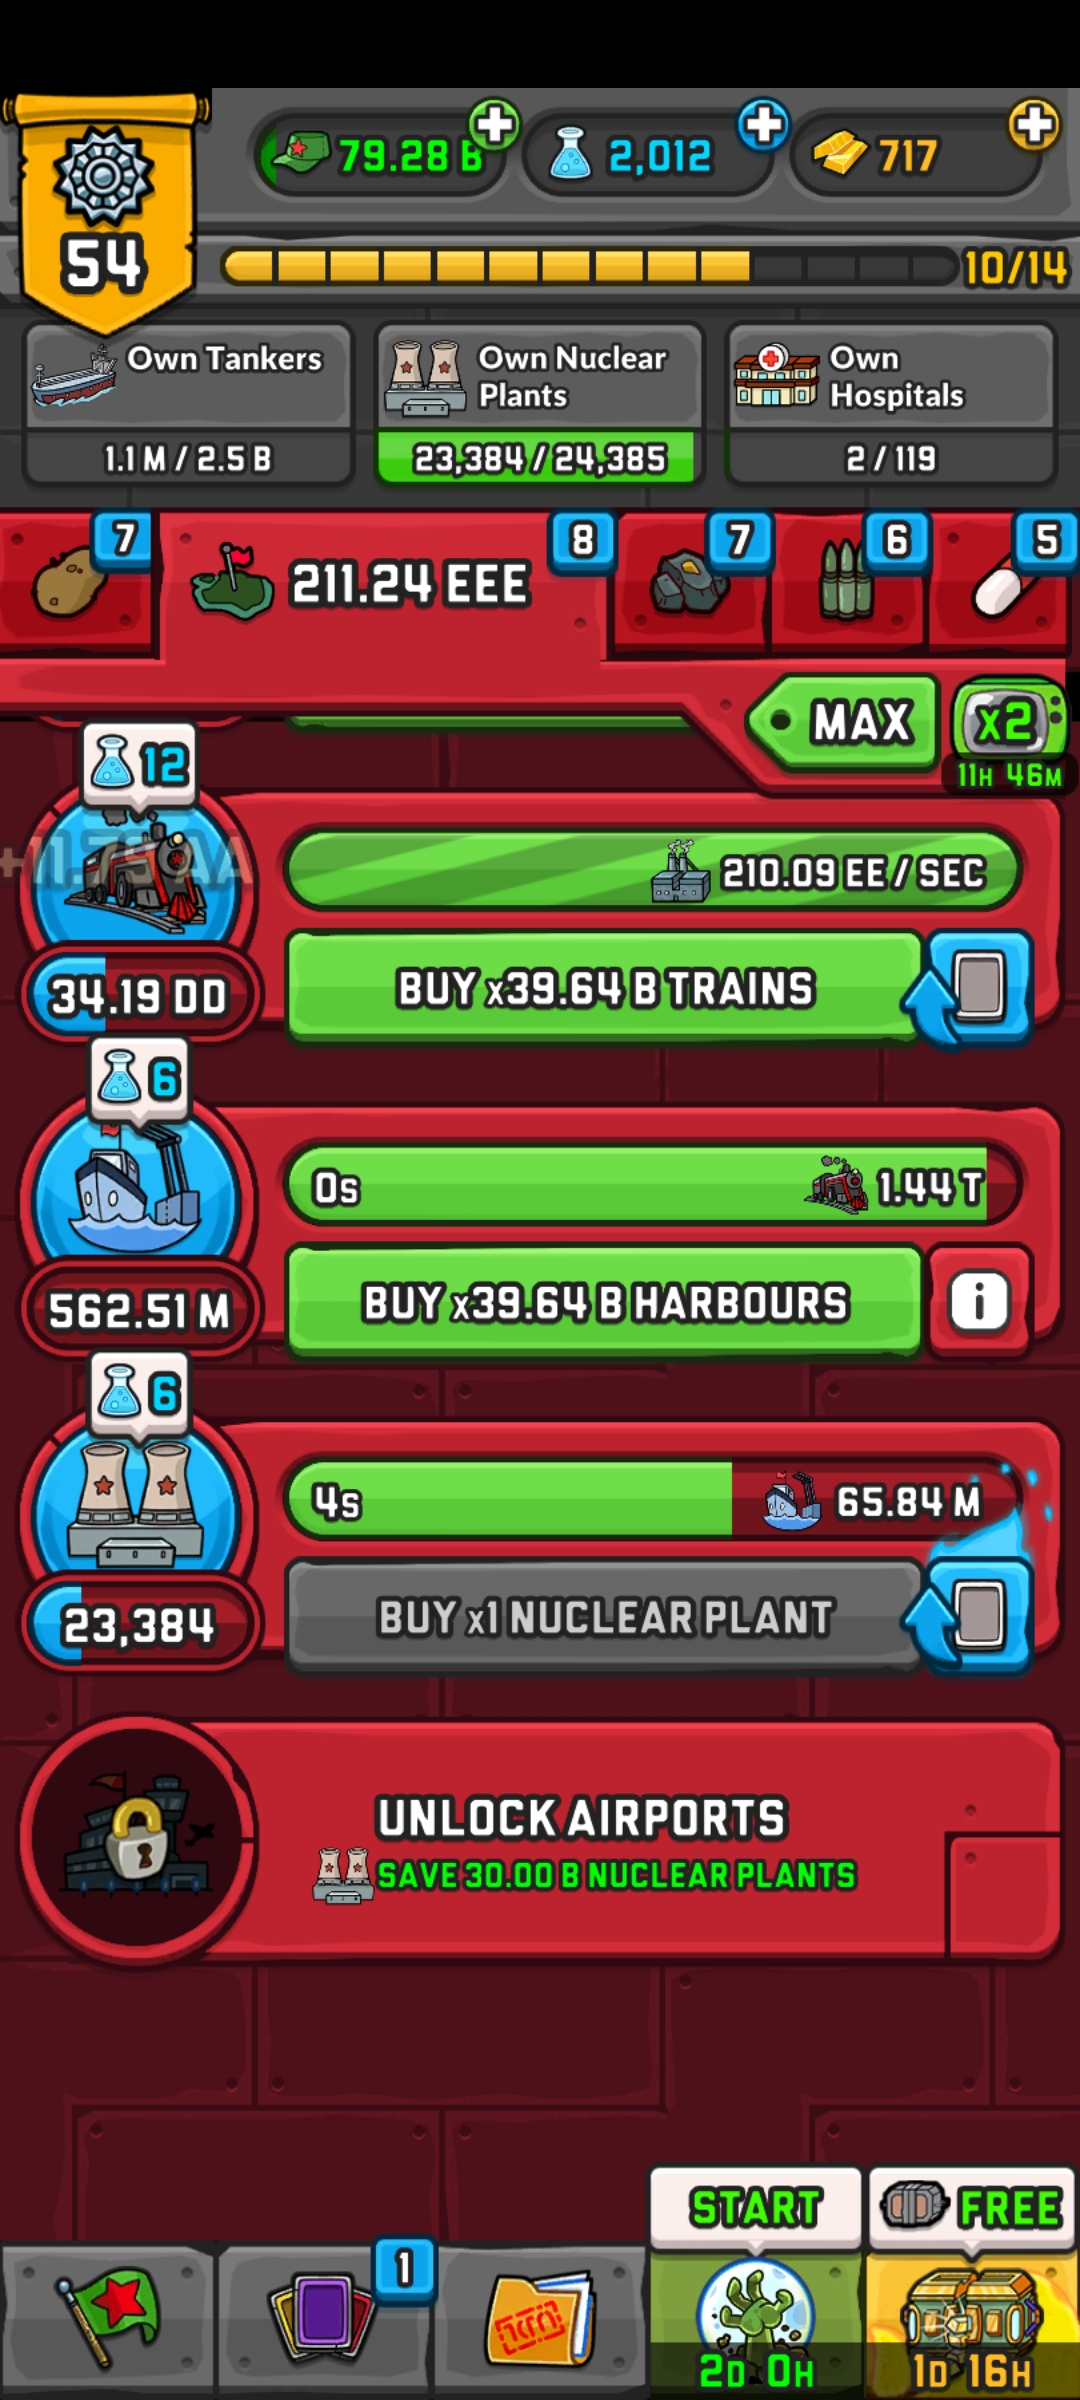 54
79.28 B
2,012
717
10/14
Own Tankers
1.1 M / 2.5 B
Own Nuclear
Plants
23,384 / 24,385
Own
Hospitals
2 / 119
7
211.24 EEE
8
7
6
5
MAX
x2
11H 46M
12
210.09 EE / SEC
34.19 DD
BUY x39.64 B TRAINS
6
0s
1.44 T
562.51 M
BUY x39.64 B HARBOURS
i
6
4s
65.84 M
23,384
BUY x1 NUCLEAR PLANT
UNLOCK AIRPORTS
SAVE 30.00 B NUCLEAR PLANTS
START
FREE
1
2D 0H
1D 16H